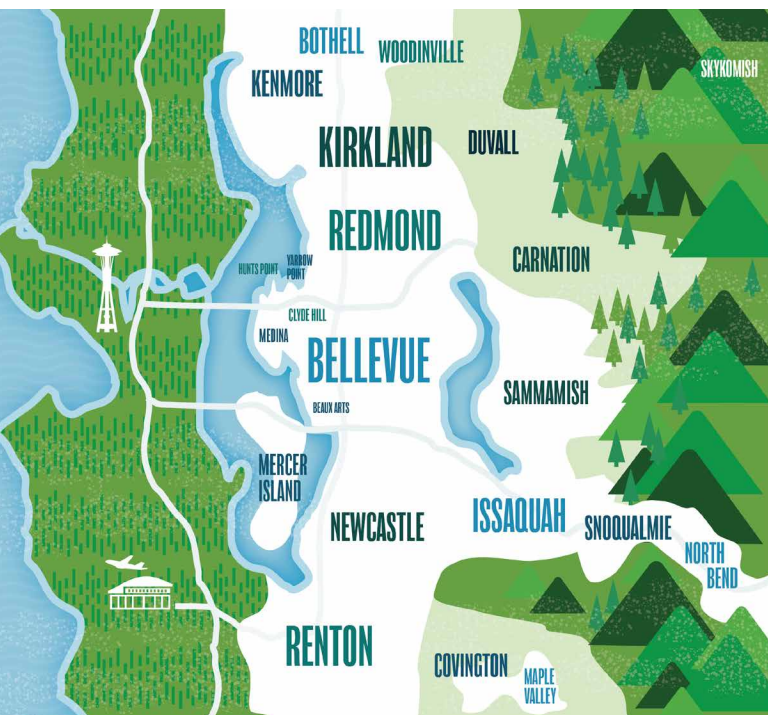 BOTHELL
WOODINVILLE
SKYKOMISH
KENMORE
KIRKLAND
DUVALL
REDMOND
CARNATION
HUNTS POINT
YARROW
POINT
CLYDE HILL
MEDINA
BELLEVUE
SAMMAMISH
BEAUX ARTS
MERCER
ISLAND
NEWCASTLE
ISSAQUAH
SNOQUALMIE
NORTH
BEND
RENTON
COVINGTON
MAPLE
VALLEY